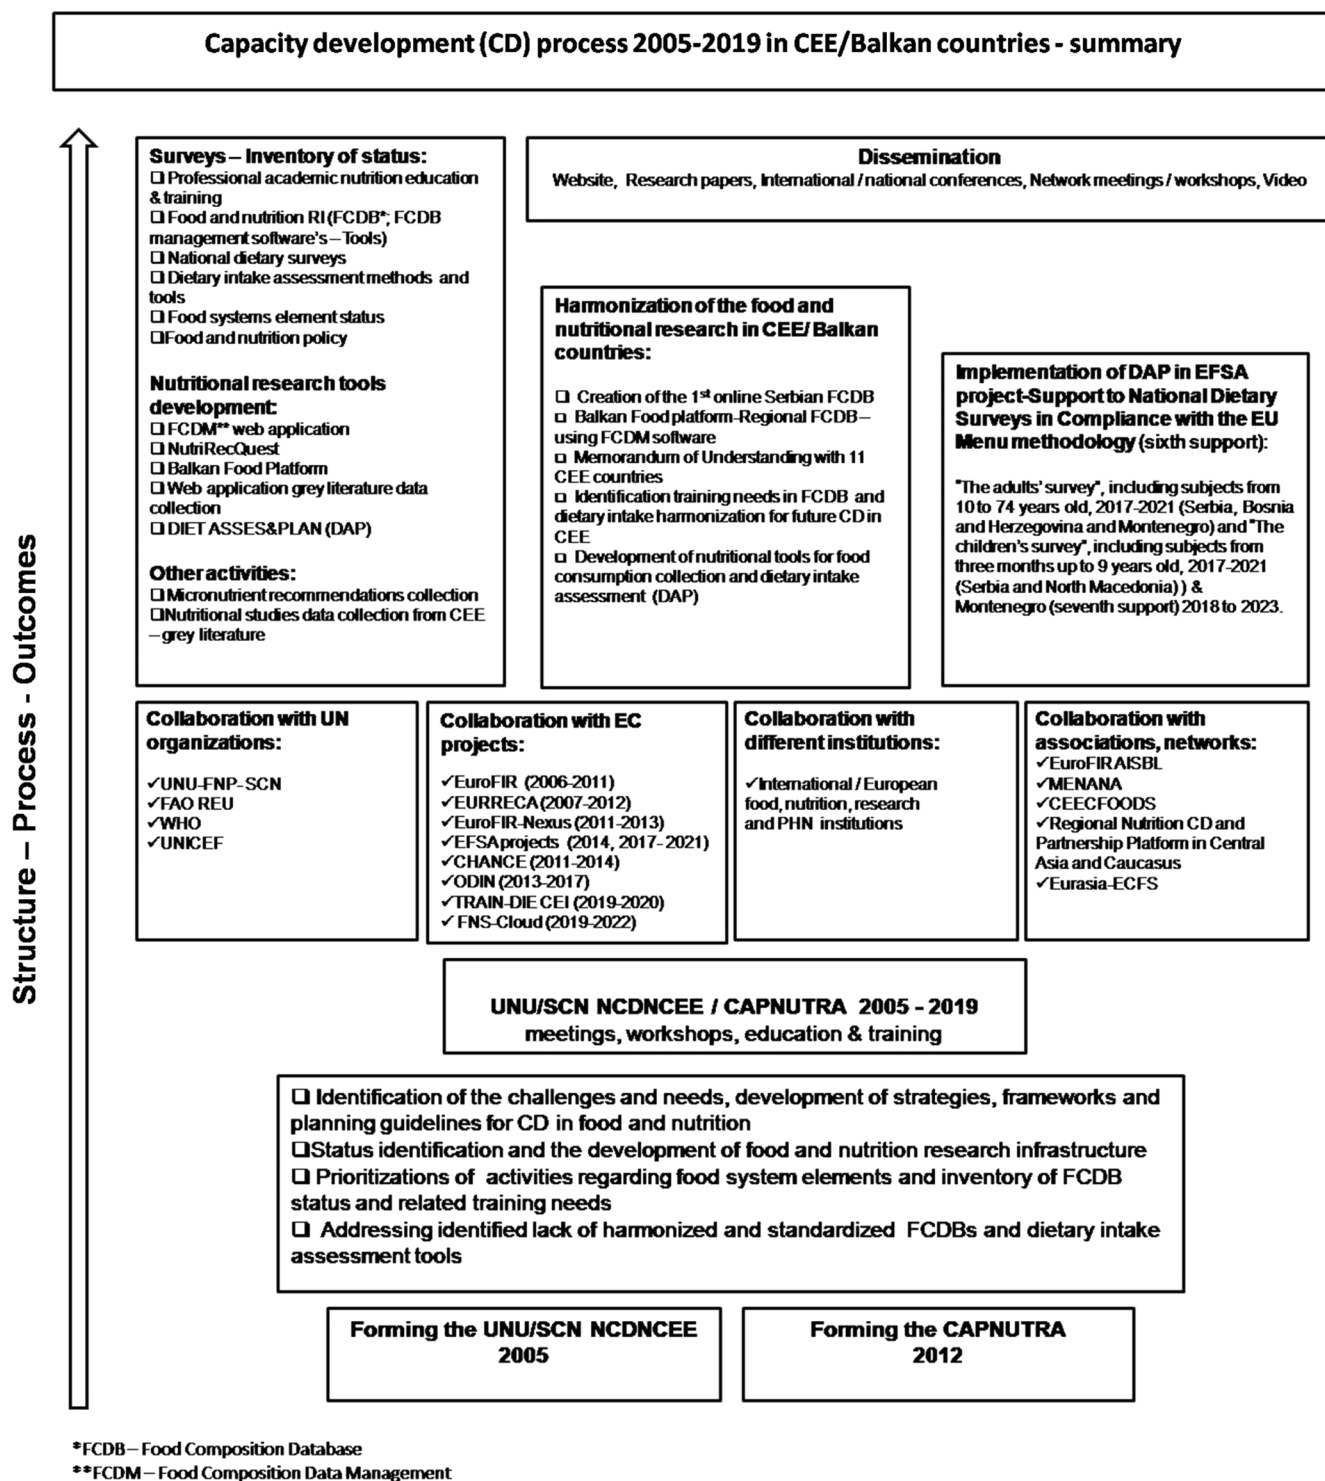 Capacity development (CD) process 2005-2019 in CEE/Balkan countries - summary
Structure – Process - Outcomes
Surveys – Inventory of status:
❑ Professional academic nutrition education
& training
❑ Food and nutrition RI (FCDB*; FCDB
management software's – Tools)
❑ National dietary surveys
❑ Dietary intake assessment methods and
tools
❑ Food systems element status
❑Food and nutrition policy
Nutritional research tools
development:
❑ FCDM** web application
❑ NutriRecQuest
❑ Balkan Food Platform
❑ Web application grey literature data
collection
❑ DIET ASSES&PLAN (DAP)
Other activities:
❑ Micronutrient recommendations collection
❑Nutritional studies data collection from CEE
– grey literature
Dissemination
Website, Research papers, International / national conferences, Network meetings / workshops, Video
Harmonization of the food and
nutritional research in CEE/ Balkan
countries:
❑ Creation of the 1st online Serbian FCDB
❑ Balkan Food platform-Regional FCDB –
using FCDM software
❑ Memorandum of Understanding with 11
CEE countries
❑ Identification training needs in FCDB and
dietary intake harmonization for future CD in
CEE
❑ Development of nutritional tools for food
consumption collection and dietary intake
assessment (DAP)
Implementation of DAP in EFSA
project-Support to National Dietary
Surveys in Compliance with the EU
Menu methodology (sixth support):
"The adults' survey", including subjects from
10 to 74 years old, 2017-2021 (Serbia, Bosnia
and Herzegovina and Montenegro) and "The
children's survey", including subjects from
three months up to 9 years old, 2017-2021
(Serbia and North Macedonia) ) &
Montenegro (seventh support) 2018 to 2023.
Collaboration with UN
organizations:
✓UNU-FNP-SCN
✓FAO REU
✓WHO
✓UNICEF
Collaboration with EC
projects:
✓EuroFIR (2006-2011)
✓EURRECA (2007-2012)
✓EuroFIR-Nexus (2011-2013)
✓EFSA projects (2014, 2017- 2021)
✓CHANCE (2011-2014)
✓ODIN (2013-2017)
✓TRAIN-DIE CEI (2019-2020)
✓ FNS-Cloud (2019-2022)
Collaboration with
different institutions:
✓International / European
food, nutrition, research
and PHN institutions
Collaboration with
associations, networks:
✓EuroFIR AISBL
✓MENANA
✓CEECFOODS
✓Regional Nutrition CD and
Partnership Platform in Central
Asia and Caucasus
✓Eurasia-ECFS
UNU/SCN NCDNCEE / CAPNUTRA 2005 - 2019
meetings, workshops, education & training
❑ Identification of the challenges and needs, development of strategies, frameworks and
planning guidelines for CD in food and nutrition
❑Status identification and the development of food and nutrition research infrastructure
❑ Prioritizations of activities regarding food system elements and inventory of FCDB
status and related training needs
❑ Addressing identified lack of harmonized and standardized FCDBs and dietary intake
assessment tools
Forming the UNU/SCN NCDNCEE
2005
Forming the CAPNUTRA
2012
*FCDB – Food Composition Database
**FCDM – Food Composition Data Management